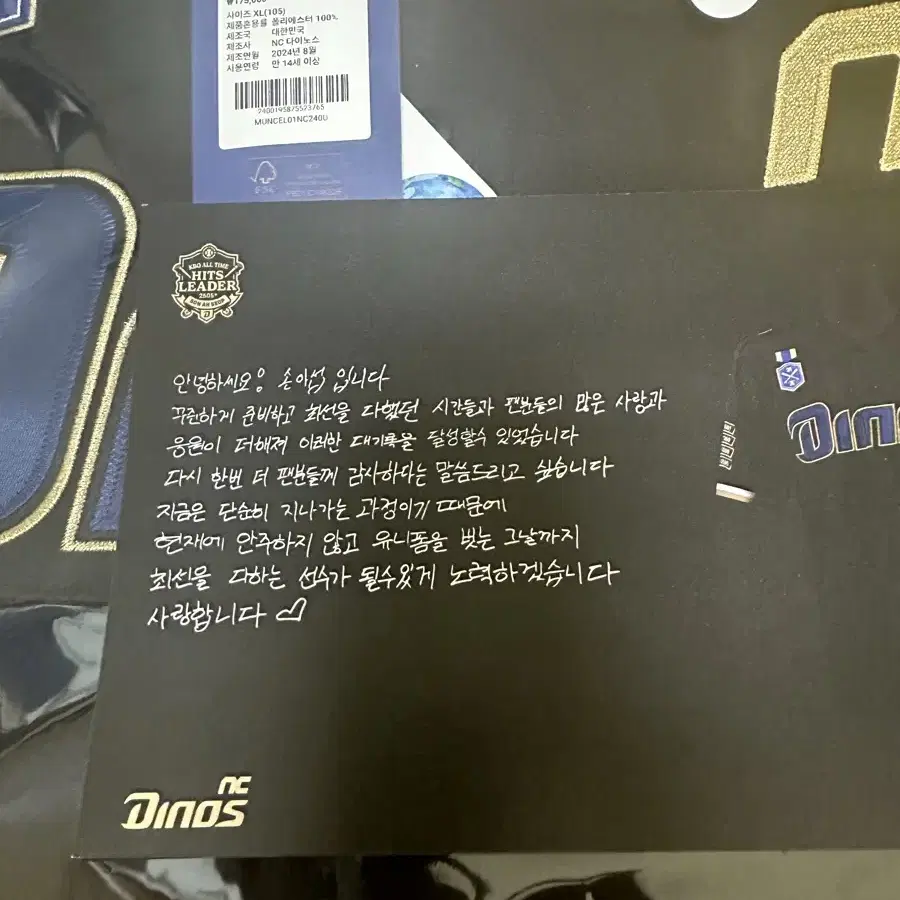 사이즈 XL(105)
제품혼용률 폴리에스터 100%
제조국 대한민국
제조사 NC 다이노스
제조연월 2024년 8월
사용연령 만 14세 이상
2400195875523765
MUNCEL01NC240U
KBO ALL TIME
HITS
LEADER
2505*
SON AH SEOP
안녕하세요! 손아섭 입니다
꾸준하게 준비하고 최선을 다했던 시간들과 팬분들의 많은 사랑과
응원이 더해져 이러한 대기록을 달성할수 있었습니다
다시 한번 더 팬분들께 감사하다는 말씀드리고 싶습니다
지금은 단순히 지나가는 과정이기 때문에
현재에 안주하지 않고 유니폼을 벗는 그날까지
최선을 다하는 선수가 될수있게 노력하겠습니다
사랑합니다 ♡
NC
DINOS